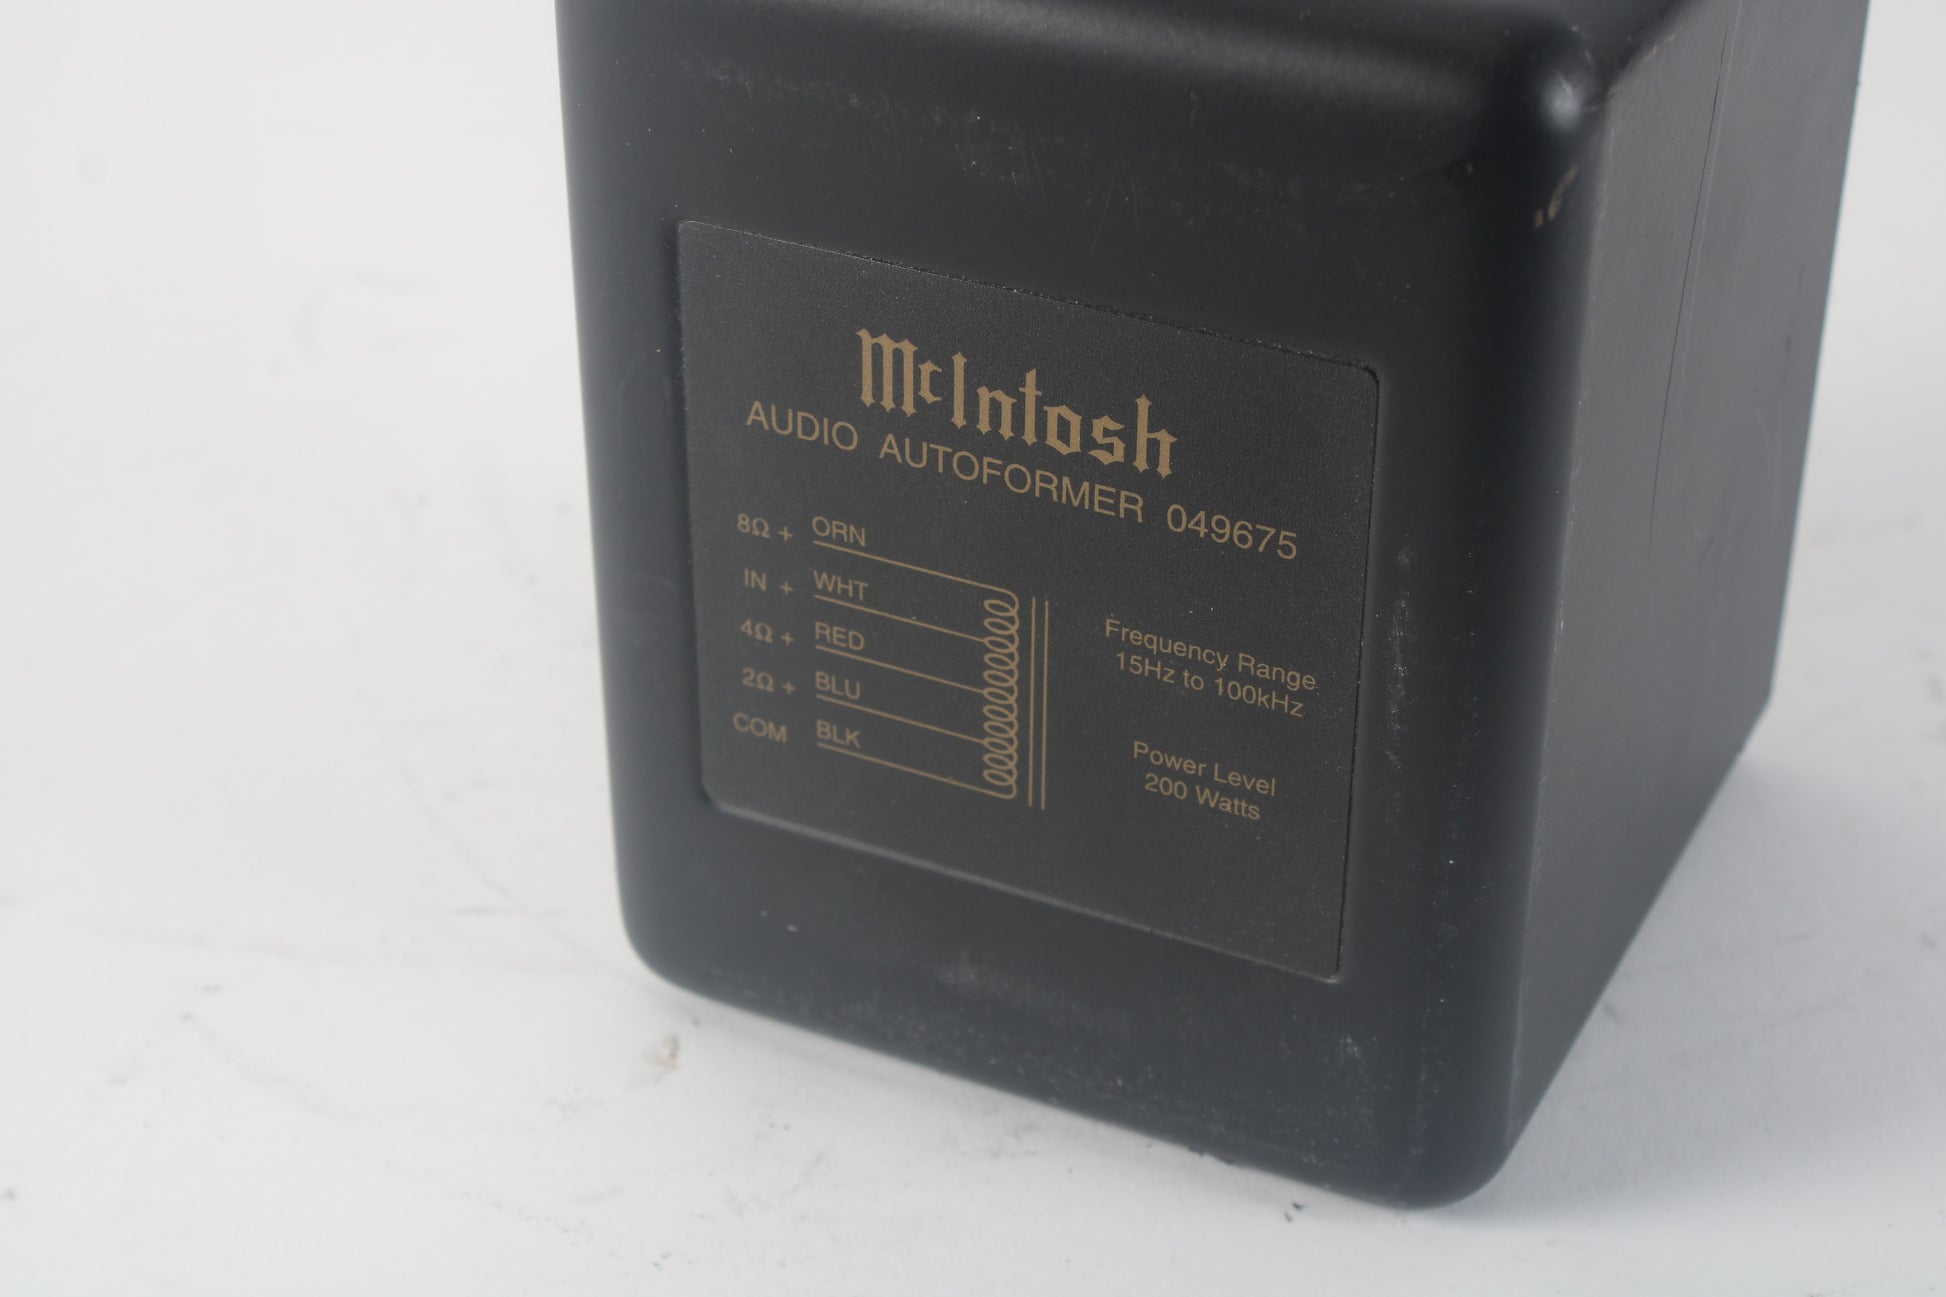 McIntosh
AUDIO AUTOFORMER 049675
8Ω + ORN
IN + WHT
4Ω + RED
2Ω + BLU
COM BLK
Frequency Range
15Hz to 100kHz
Power Level
200 Watts